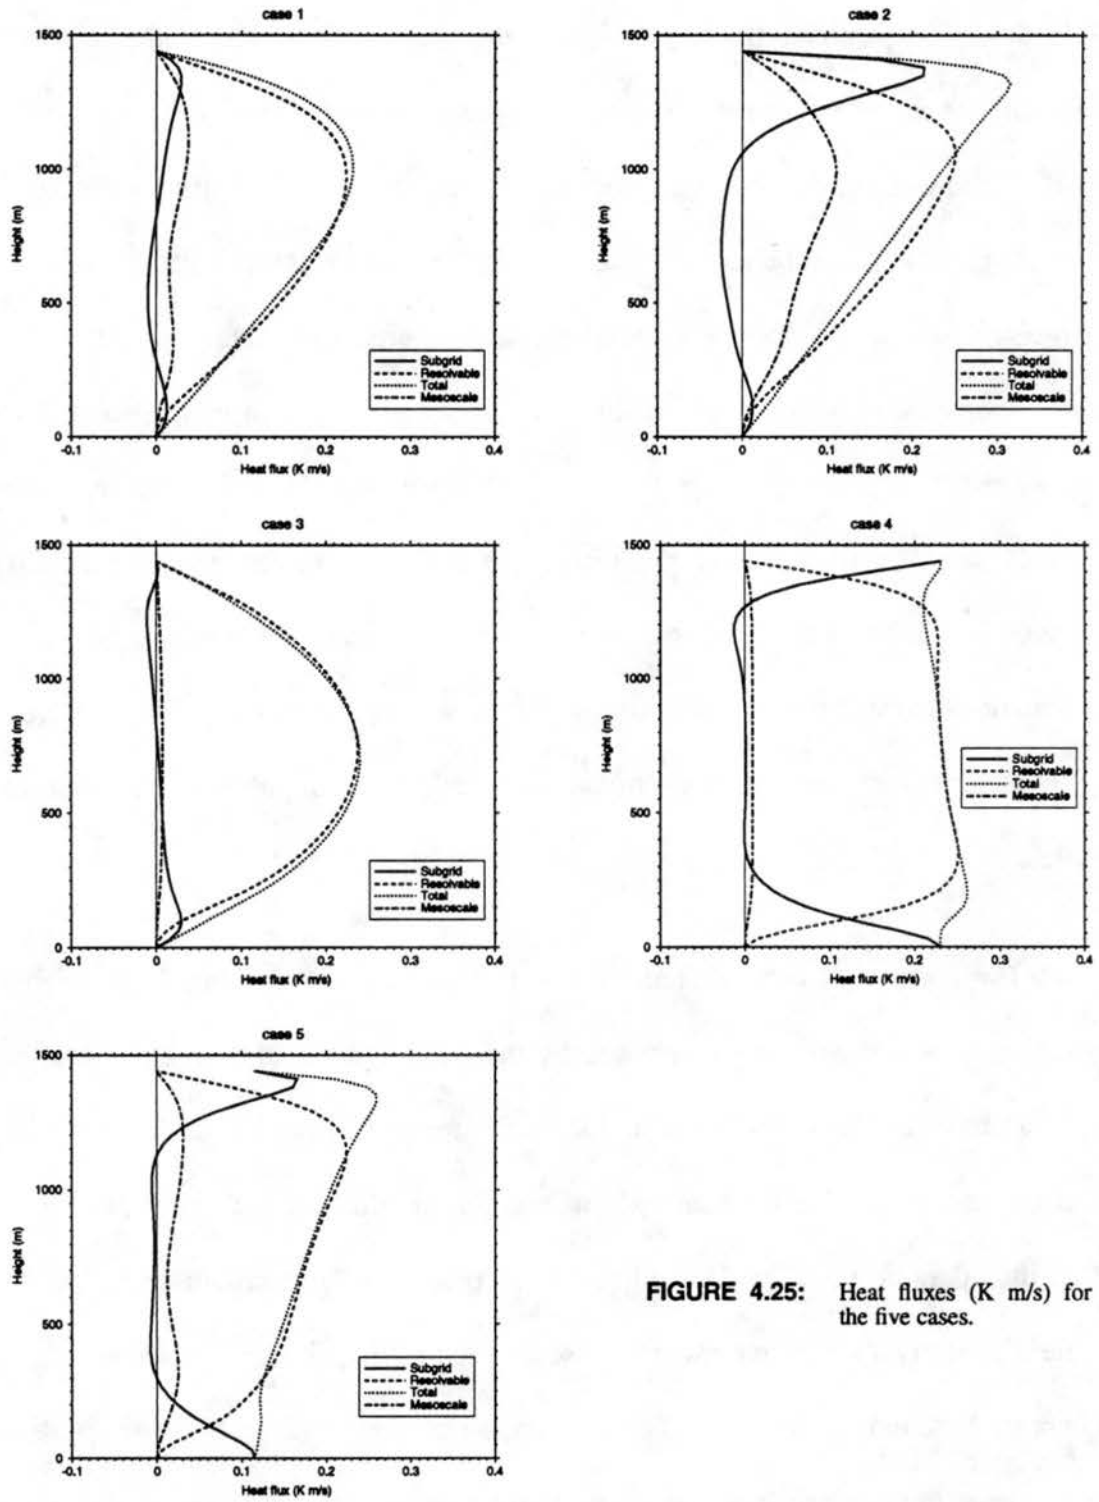 case 1
1500
1000
500
0
Height (m)
Subgrid
Resolvable
Total
Mesoscale
-0.1 0 0.1 0.2 0.3 0.4
Heat flux (K m/s)
case 2
1500
1000
500
0
Height (m)
Subgrid
Resolvable
Total
Mesoscale
-0.1 0 0.1 0.2 0.3 0.4
Heat flux (K m/s)
case 3
1500
1000
500
0
Height (m)
Subgrid
Resolvable
Total
Mesoscale
-0.1 0 0.1 0.2 0.3 0.4
Heat flux (K m/s)
case 4
1500
1000
500
0
Height (m)
Subgrid
Resolvable
Total
Mesoscale
-0.1 0 0.1 0.2 0.3 0.4
Heat flux (K m/s)
case 5
1500
1000
500
0
Height (m)
Subgrid
Resolvable
Total
Mesoscale
-0.1 0 0.1 0.2 0.3 0.4
Heat flux (K m/s)
FIGURE 4.25: Heat fluxes (K m/s) for
the five cases.